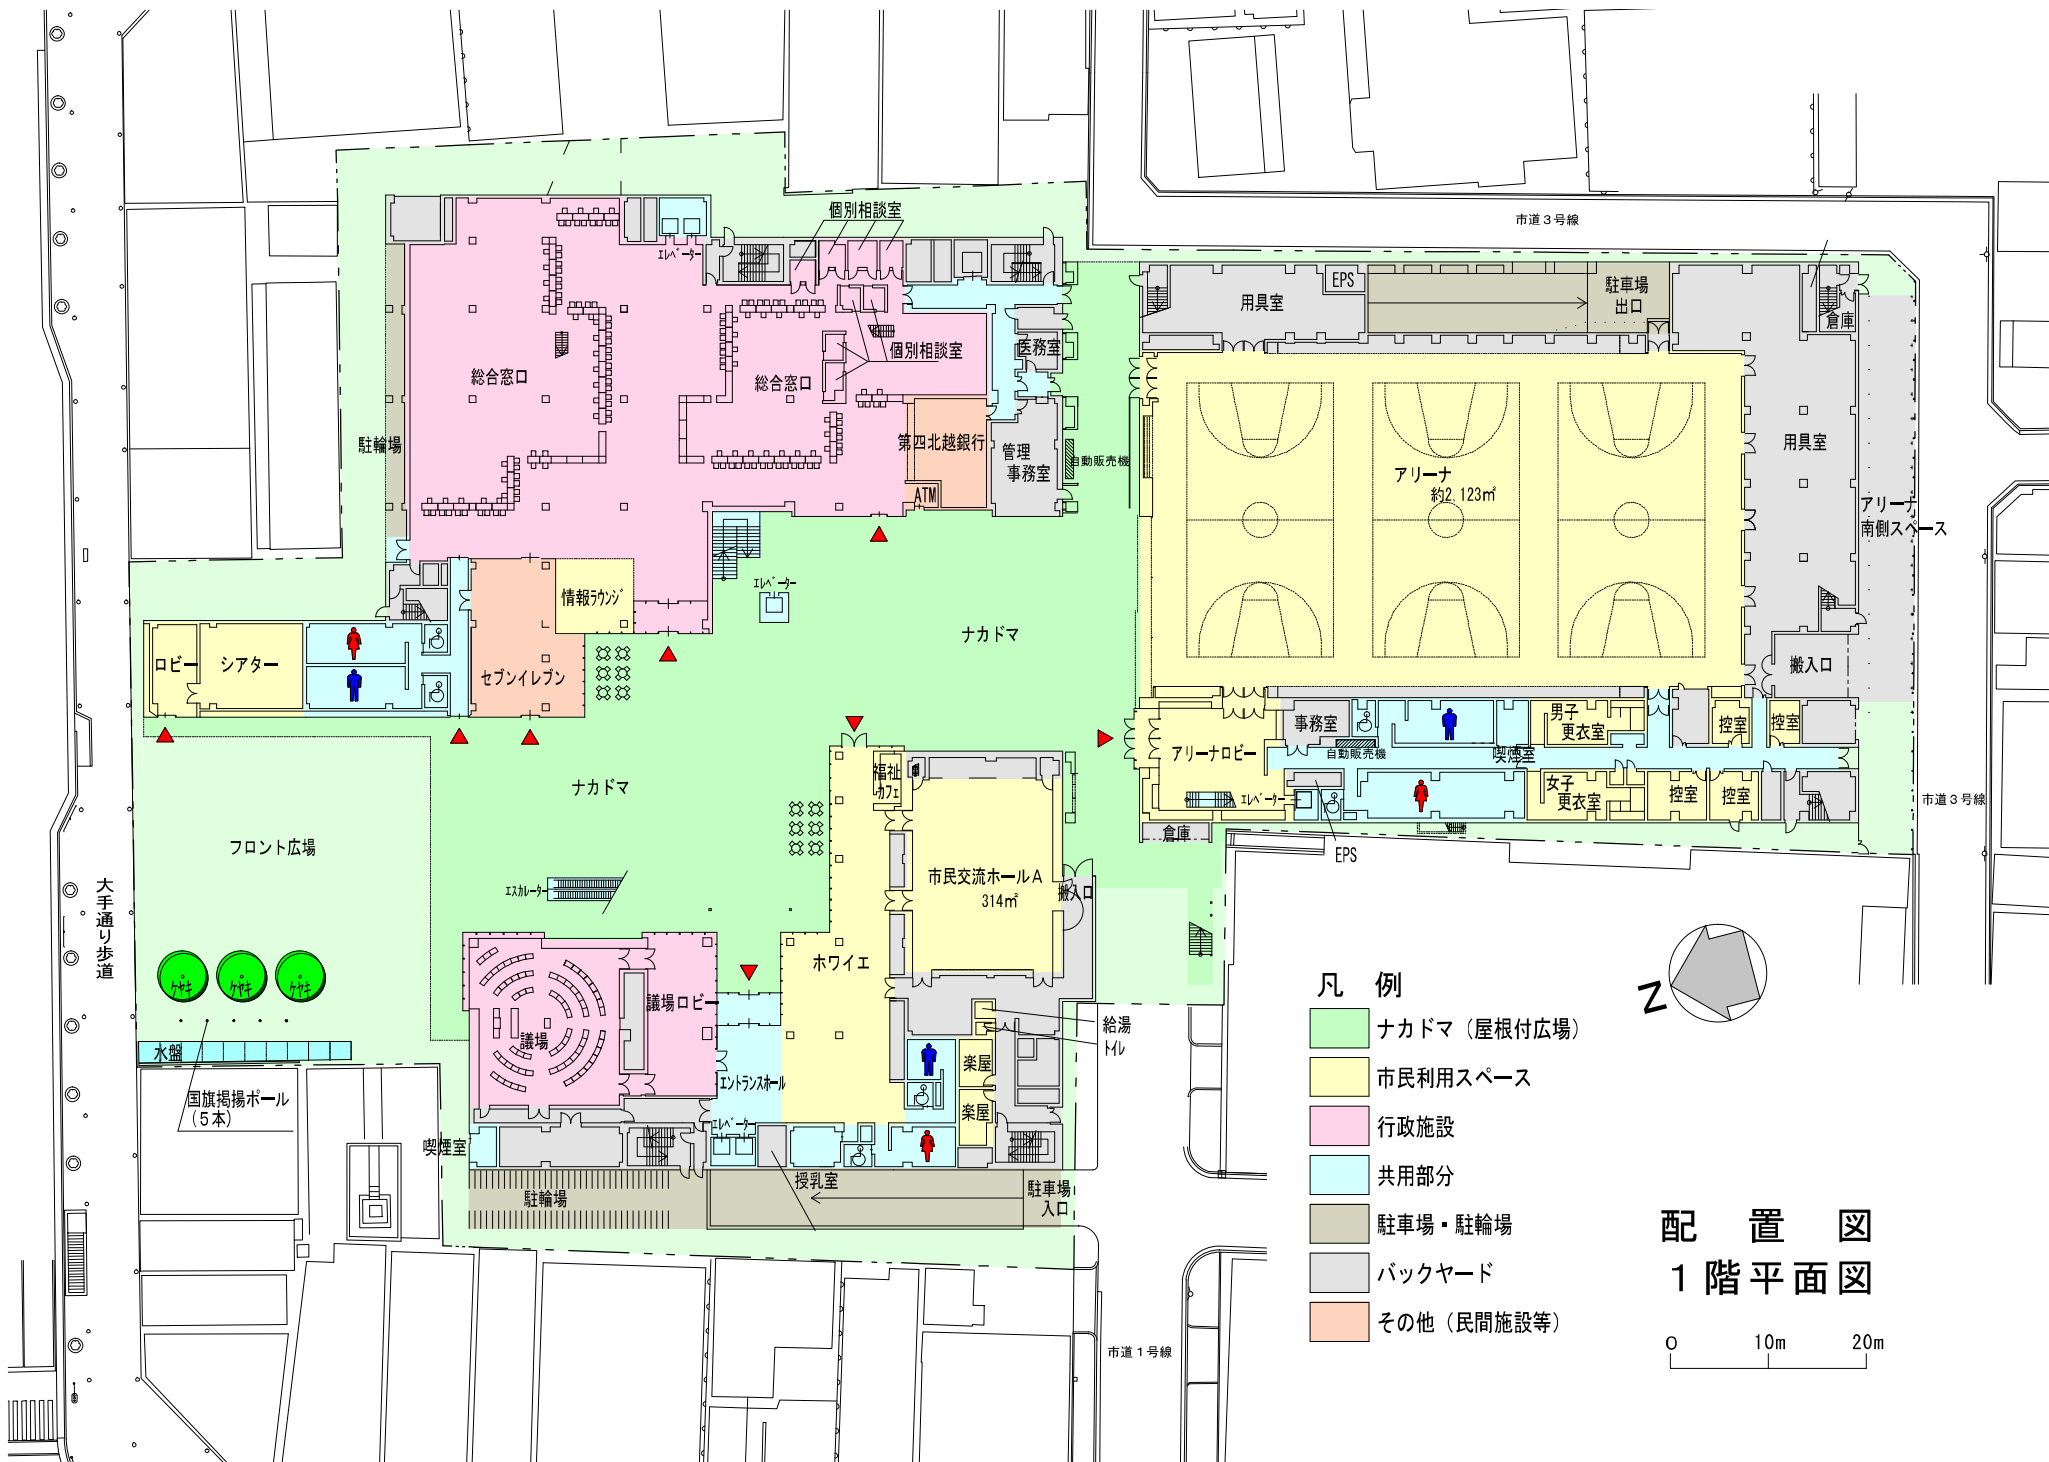 個別相談室
市道3号線
エレベーター
EPS
駐車場
出口
用具室
倉庫
医務室
個別相談室
総合窓口
総合窓口
駐輪場
第四北越銀行
管理
事務室
自動販売機
ATM
アリーナ
約2,123㎡
用具室
アリーナ
南側スペース
エレベーター
情報ラウンジ
ナカドマ
ロビー
シアター
セブンイレブン
搬入口
事務室
男子
更衣室
控室
控室
アリーナロビー
自動販売機
喫煙室
福祉
カフェ
ナカドマ
女子
更衣室
控室
控室
エレベーター
市道3号線
倉庫
EPS
フロント広場
大手通り歩道
エスカレーター
市民交流ホールA
314㎡
搬入口
ホワイエ
ケヤキ
ケヤキ
ケヤキ
議場ロビー
議場
給湯
トイレ
水盤
楽屋
エントランスホール
国旗掲揚ポール
(5本)
楽屋
エレベーター
喫煙室
授乳室
駐輪場
駐車場
入口
市道1号線
N
凡 例
ナカドマ(屋根付広場)
市民利用スペース
行政施設
共用部分
駐車場・駐輪場
バックヤード
その他(民間施設等)
配 置 図
1階平面図
0 10m 20m